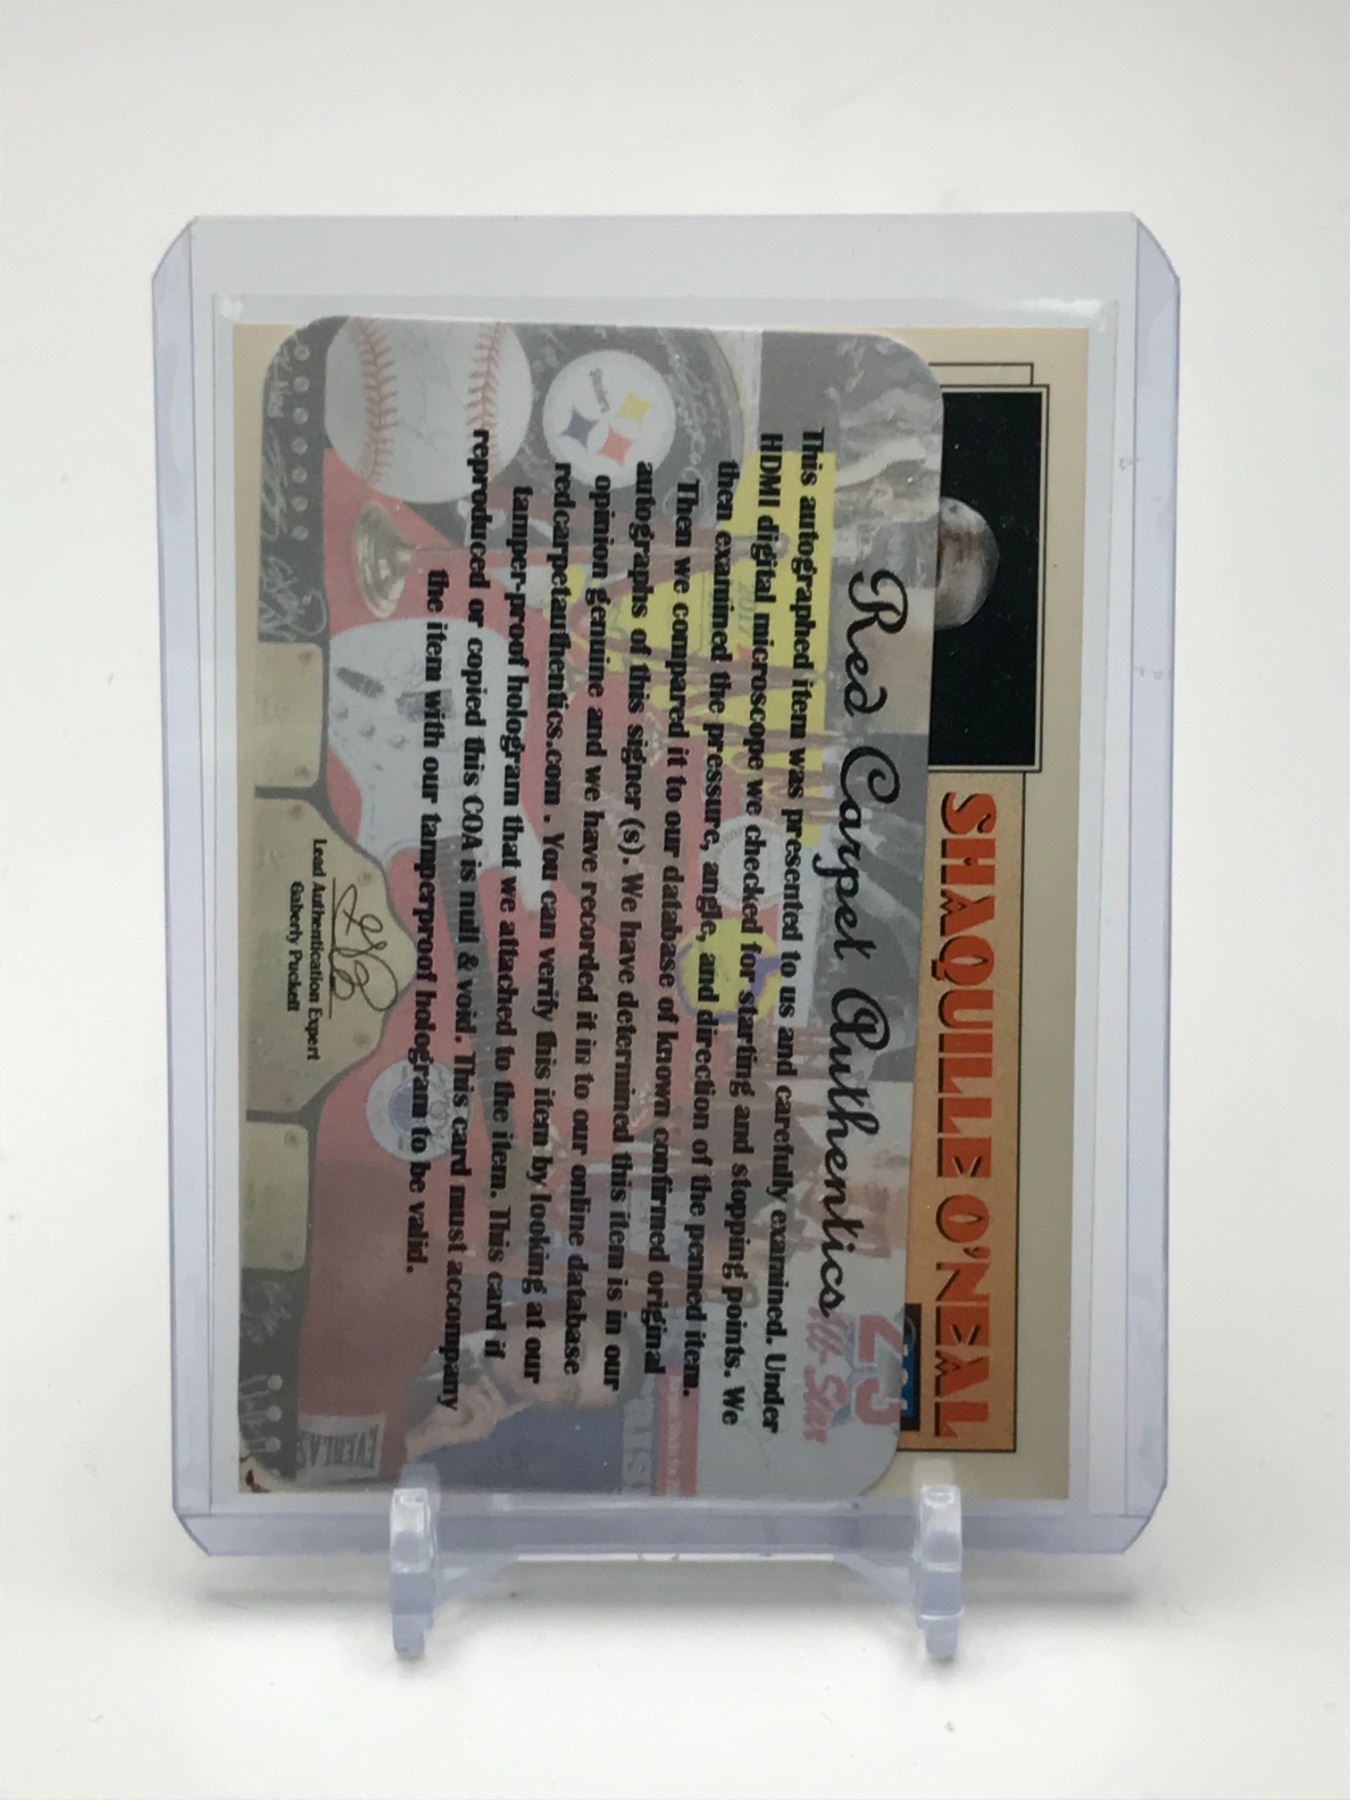 SHAQUILLE O'NEAL
Red Carpet Authentics
This autographed item was presented to us and carefully examined. Under
HDMI digital microscope we checked for starting and stopping points. We
then examined the pressure, angle, and direction of the penned item.
Then we compared it to our database of known confirmed original
autographs of this signer (s). We have determined this item is in our
opinion genuine and we have recorded it in to our online database
redcarpetauthentics.com . You can verify this item by looking at our
tamper-proof hologram that we attached to the item. This card if
reproduced or copied this COA is null & void. This card must accompany
the item with our tamperproof hologram to be valid.
Lead Authentication Expert
Gaberly Puckett
23
Steelers